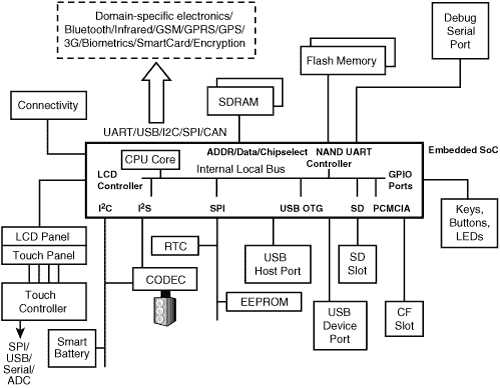 Domain-specific electronics/
Bluetooth/Infrared/GSM/GPRS/GPS/
3G/Biometrics/SmartCard/Encryption
Debug
Serial
Port
Flash Memory
SDRAM
Connectivity
UART/USB/I2C/SPI/CAN
ADDR/Data/Chipselect
NAND UART
Controller
Embedded SoC
CPU Core
Internal Local Bus
LCD
Controller
GPIO
Ports
I²C
I²S
SPI
USB OTG
SD
PCMCIA
LCD Panel
Touch Panel
Touch
Controller
SPI/
USB/
Serial/
ADC
Smart
Battery
RTC
CODEC
EEPROM
USB
Host Port
USB
Device
Port
SD
Slot
CF
Slot
Keys,
Buttons,
LEDs